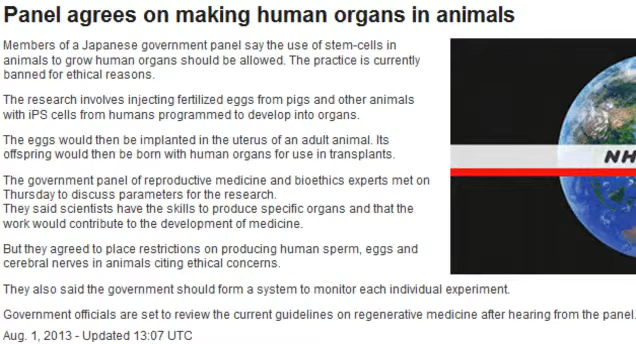 Panel agrees on making human organs in animals
Members of a Japanese government panel say the use of stem-cells in
animals to grow human organs should be allowed. The practice is currently
banned for ethical reasons.
The research involves injecting fertilized eggs from pigs and other animals
with iPS cells from humans programmed to develop into organs.
The eggs would then be implanted in the uterus of an adult animal. Its
offspring would then be born with human organs for use in transplants.
The government panel of reproductive medicine and bioethics experts met on
Thursday to discuss parameters for the research.
They said scientists have the skills to produce specific organs and that the
work would contribute to the development of medicine.
But they agreed to place restrictions on producing human sperm, eggs and
cerebral nerves in animals citing ethical concerns.
They also said the government should form a system to monitor each individual experiment.
Government officials are set to review the current guidelines on regenerative medicine after hearing from the panel.
Aug. 1, 2013 - Updated 13:07 UTC
NH